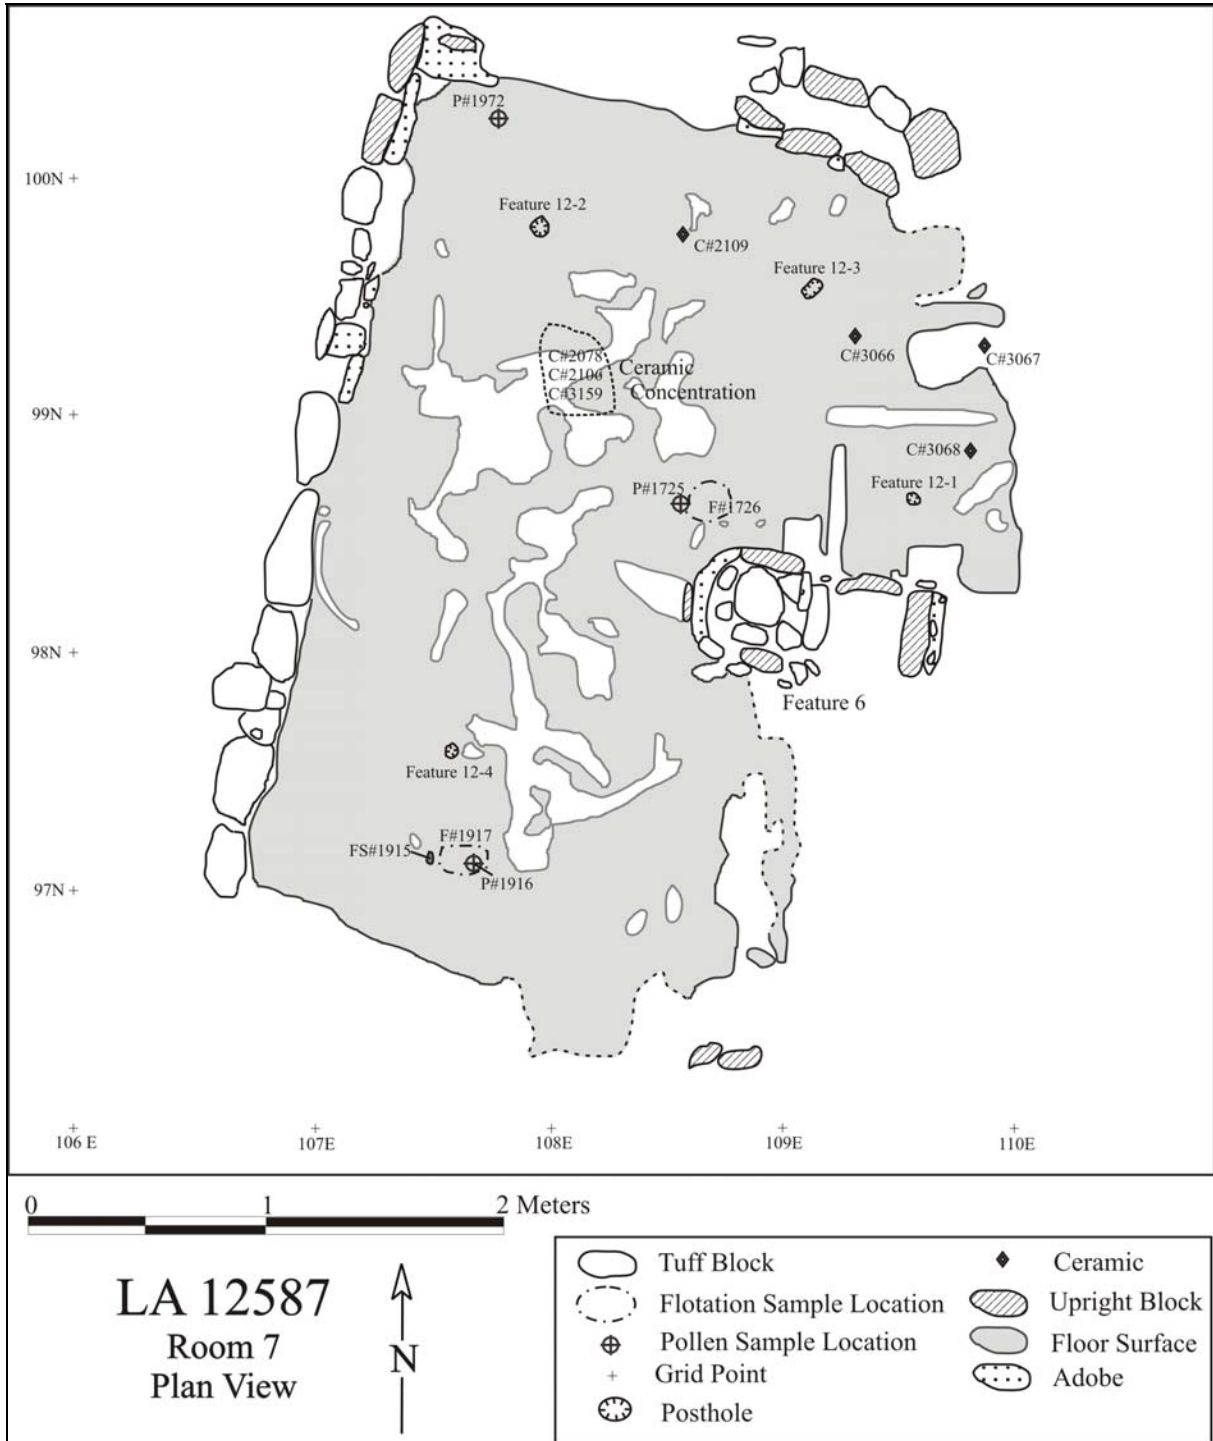 P#1972
100N +
Feature 12-2
C#2109
Feature 12-3
C#3066
C#3067
C#2078
C#2106
C#3159
Ceramic
Concentration
99N +
C#3068
P#1725
F#1726
Feature 12-1
98N +
Feature 6
Feature 12-4
F#1917
FS#1915
P#1916
97N +
106 E
107E
108E
109E
110E
0 1 2 Meters
LA 12587
Room 7
Plan View
N
Tuff Block
Flotation Sample Location
Pollen Sample Location
Grid Point
Posthole
Ceramic
Upright Block
Floor Surface
Adobe